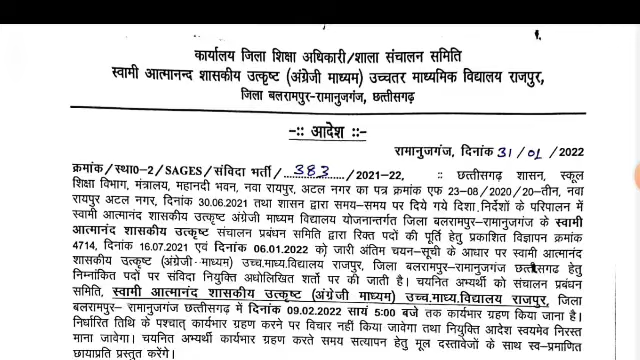 कार्यालय जिला शिक्षा अधिकारी/शाला संचालन समिति
स्वामी आत्मानन्द शासकीय उत्कृष्ट (अंग्रेजी माध्यम) उच्चतर माध्यमिक विद्यालय राजपुर,
जिला बलरामपुर-रामानुजगंज, छत्तीसगढ़
-:: आदेश ::-
रामानुजगंज, दिनांक 31/01/2022
क्रमांक/स्था0-2/SAGES/संविदा भर्ती/ 383 /2021-22, :: छत्तीसगढ़ शासन, स्कूल
शिक्षा विभाग, मंत्रालय, महानदी भवन, नवा रायपुर, अटल नगर का पत्र क्रमांक एफ 23-08/2020/20-तीन, नवा
रायपुर अटल नगर, दिनांक 30.06.2021 तथा शासन द्वारा समय-समय पर दिये गये दिशा निर्देशों के परिपालन में
स्वामी आत्मानंद शासकीय उत्कृष्ट अंग्रेजी माध्यम विद्यालय योजनान्तर्गत जिला बलरामपुर-रामानुजगंज के स्वामी
आत्मानंद शासकीय उत्कृष्ट संचालन प्रबंधन समिति द्वारा रिक्त पदों की पूर्ति हेतु प्रकाशित विज्ञापन क्रमांक
4714, दिनांक 16.07.2021 एवं दिनांक 06.01.2022 को जारी अंतिम चयन-सूची के आधार पर स्वामी आत्मानंद
शासकीय उत्कृष्ट (अंग्रेजी-माध्यम) उच्च.माध्य.विद्यालय राजपुर, जिला बलरामपुर-रामानुजगंज छत्तीसगढ़ हेतु
निम्नांकित पदों पर संविदा नियुक्ति अधोलिखित शर्तो पर की जाती है। चयनित अभ्यर्थी को संचालन प्रबंधन
समिति, स्वामी आत्मानंद शासकीय उत्कृष्ट (अंग्रेजी माध्यम) उच्च.माध्य.विद्यालय राजपुर, जिला
बलरामपुर- रामानुजगंज छत्तीसगढ़ में दिनांक 09.02.2022 सायं 5:00 बजे तक कार्यभार ग्रहण किया जाना है।
निर्धारित तिथि के पश्चात् कार्यभार ग्रहण करने पर विचार नहीं किया जावेगा तथा नियुक्ति आदेश स्वयमेव निरस्त
माना जावेगा। चयनित अभ्यर्थी कार्यभार ग्रहण करते समय सत्यापन हेतु मूल दस्तावेजों के साथ स्व-प्रमाणित
छायाप्रति प्रस्तुत करेंगे।